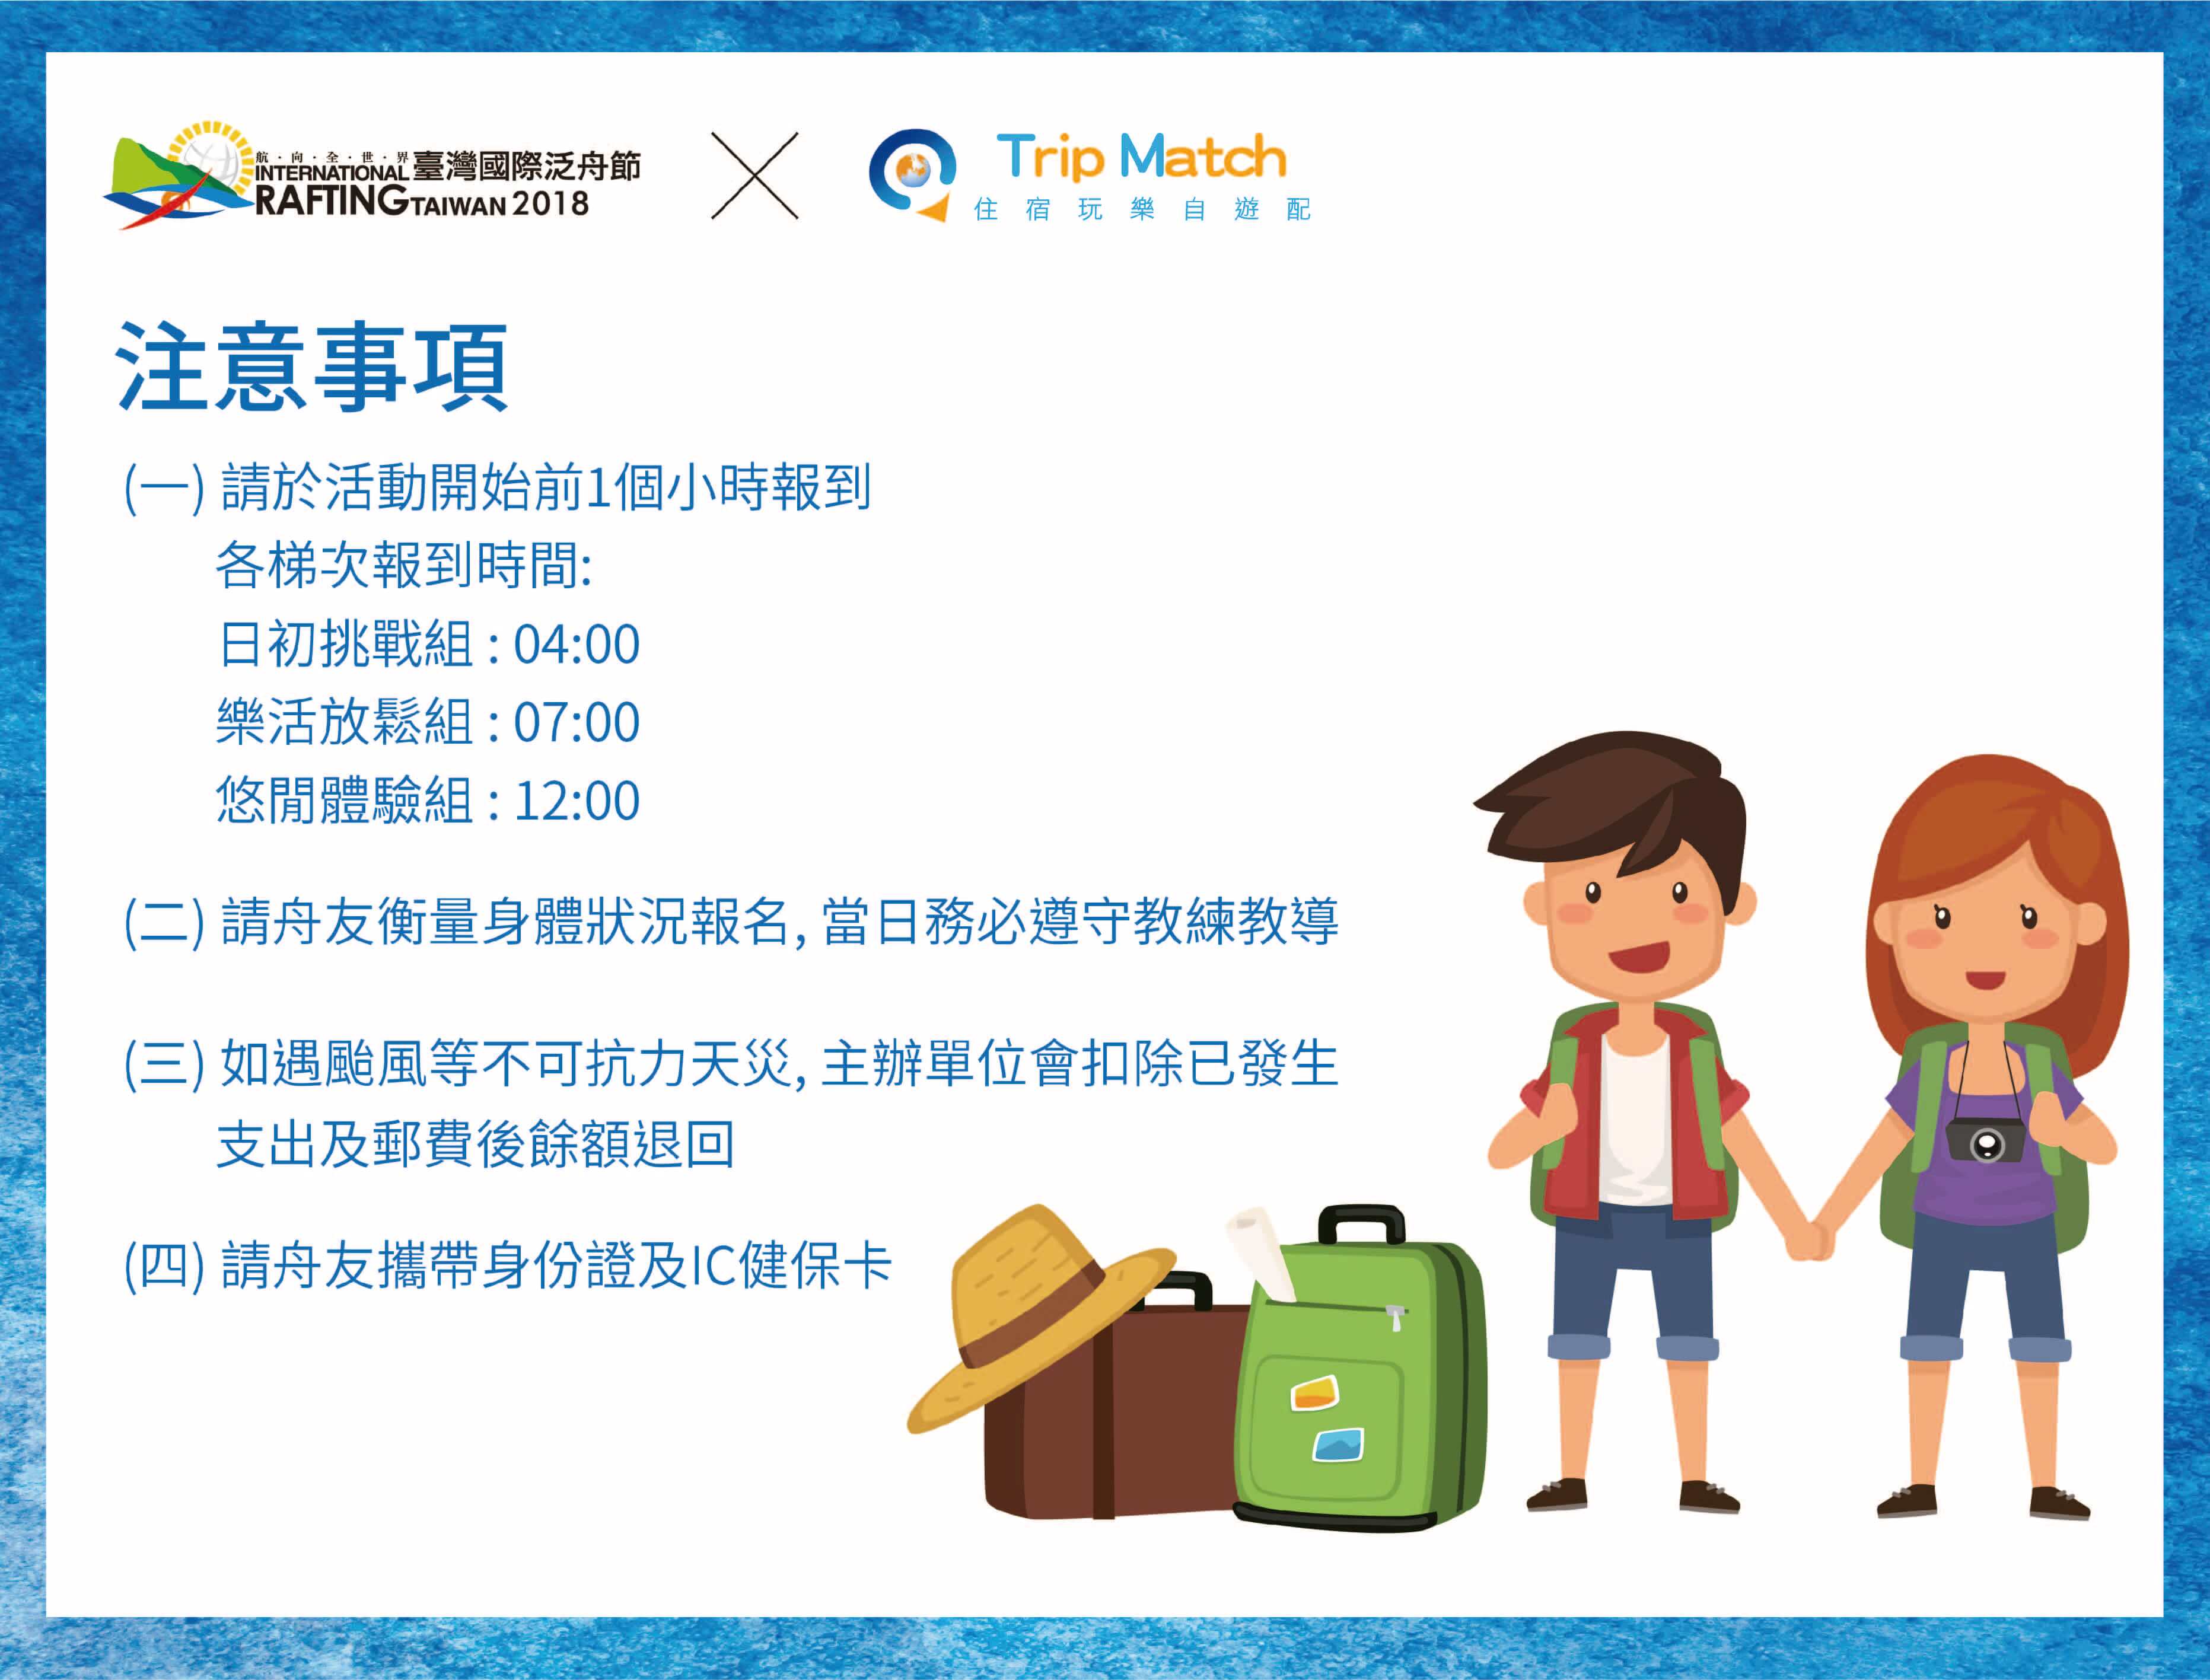 航·向·全·世·界 臺灣國際泛舟節
INTERNATIONAL
RAFTING TAIWAN 2018
Trip Match
住宿玩樂自遊配
注意事項
(一) 請於活動開始前1個小時報到
各梯次報到時間:
日初挑戰組 : 04:00
樂活放鬆組 : 07:00
悠閒體驗組 : 12:00
(二) 請舟友衡量身體狀況報名, 當日務必遵守教練教導
(三) 如遇颱風等不可抗力天災, 主辦單位會扣除已發生
支出及郵費後餘額退回
(四) 請舟友攜帶身份證及IC健保卡